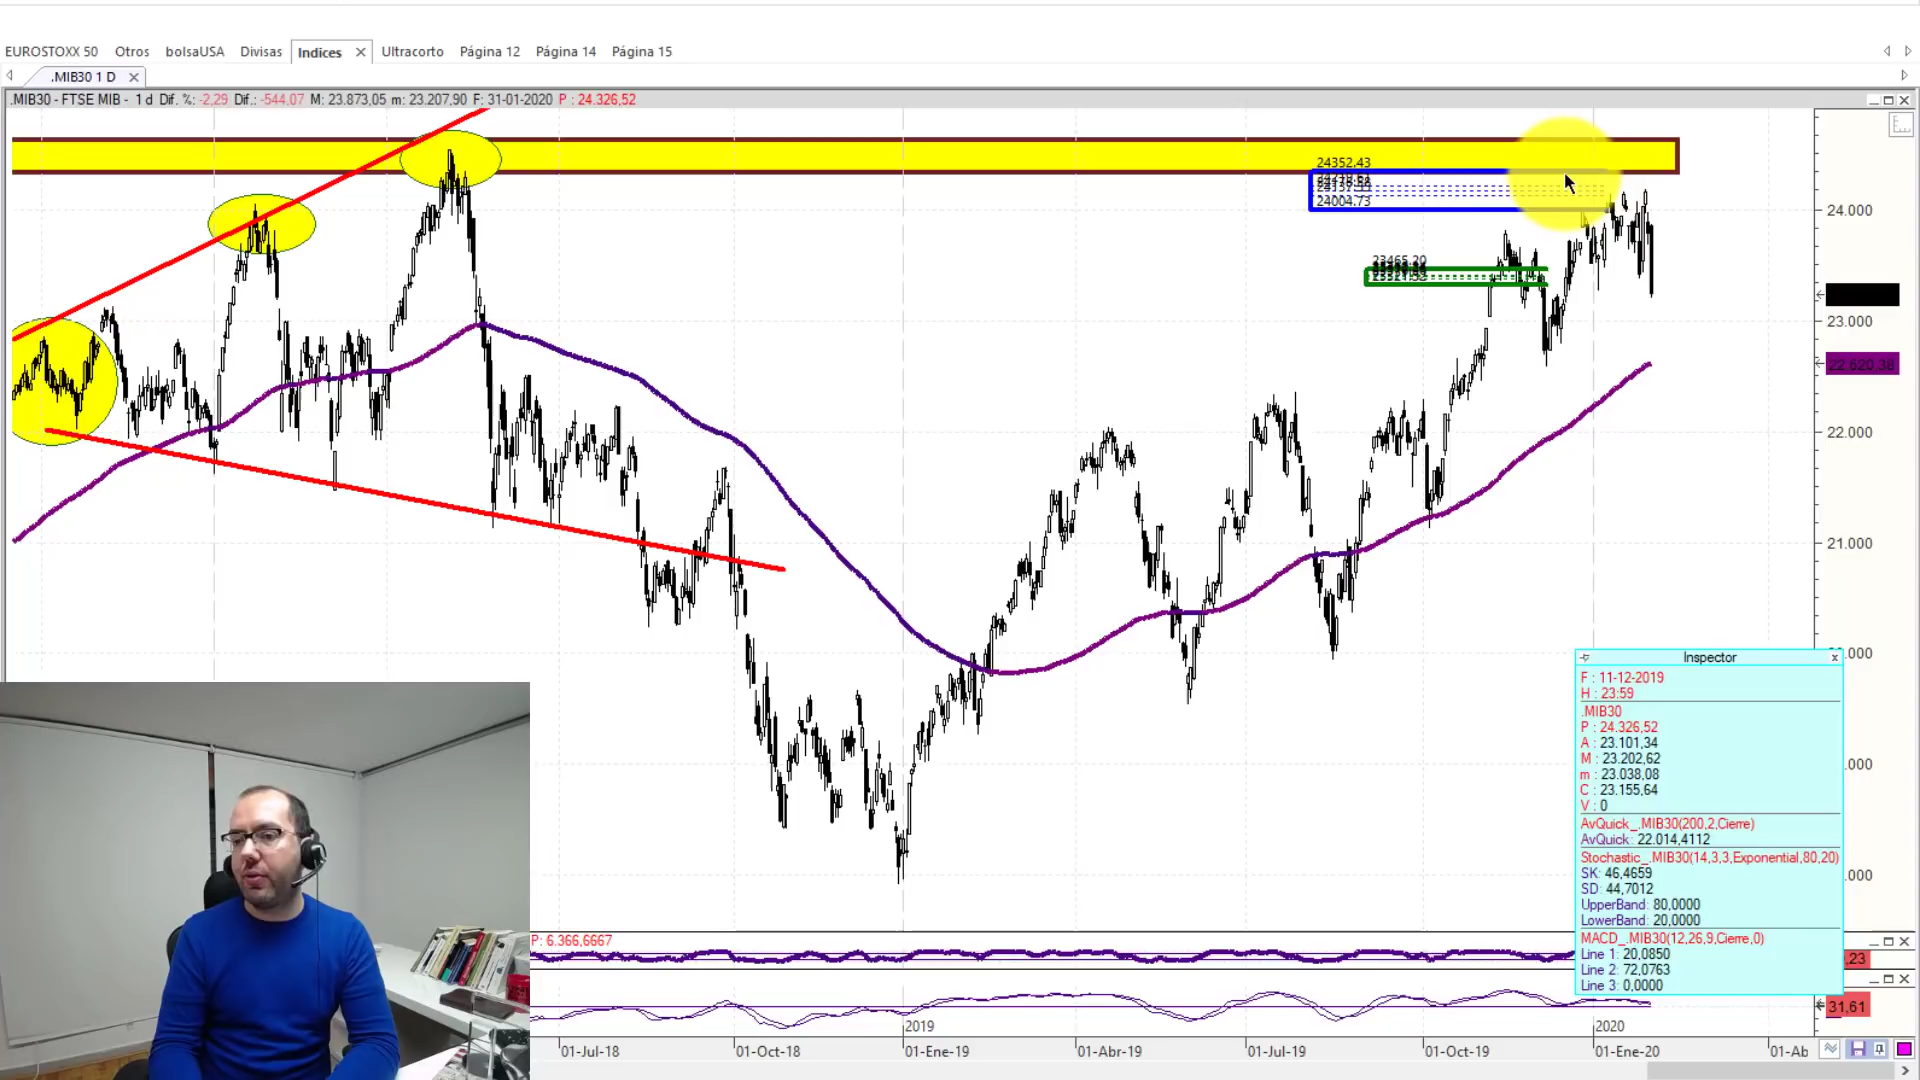 EUROSTOXX 50 Otros bolsaUSA Divisas Indices Ultracorto Página 12 Página 14 Página 15
.MIB30 1 D
.MIB30 - FTSE MIB - 1 d Dif. %: -2,29 Dif.: -544,07 M: 23.873,05 m: 23.207,90 F: 31-01-2020 P : 24.326,52
24352.43
24004.73
24.000
23465.20
23.000
22.620,38
22.000
21.000
Inspector
F : 11-12-2019
H : 23:59
.MIB30
P : 24.326,52
A : 23.101,34
M : 23.202,62
m : 23.038,08
C : 23.155,64
V : 0
AvQuick_.MIB30(200,2,Cierre)
AvQuick: 22.014,4112
Stochastic_.MIB30(14,3,3,Exponential,80,20)
SK: 46,4659
SD: 44,7012
UpperBand: 80,0000
LowerBand: 20,0000
MACD_.MIB30(12,26,9,Cierre,0)
Line 1: 20,0850
Line 2: 72,0763
Line 3: 0,0000
P: 6.366,6667
,23
31,61
2019 2020
01-Jul-18 01-Oct-18 01-Ene-19 01-Abr-19 01-Jul-19 01-Oct-19 01-Ene-20 01-Ab